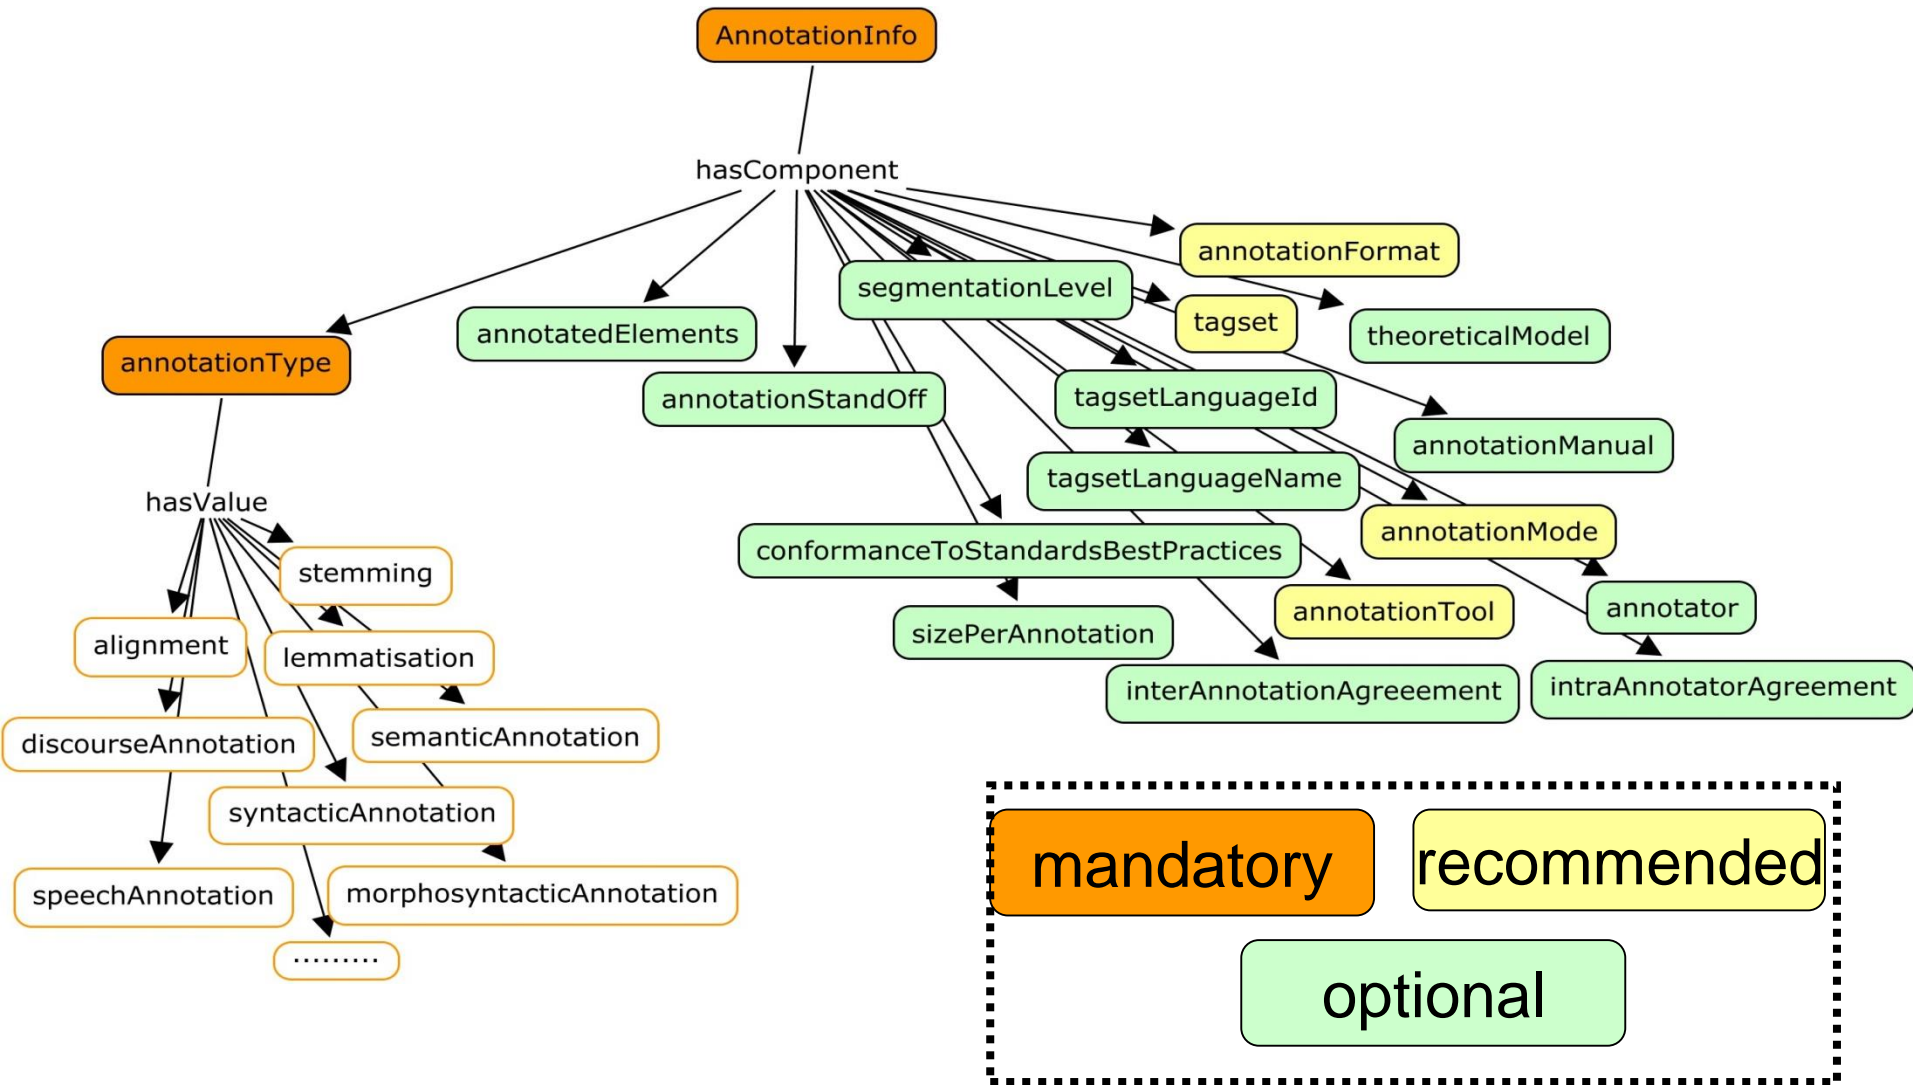 AnnotationInfo
hasComponent
annotationFormat
segmentationLevel
tagset
annotatedElements
theoreticalModel
annotationType
annotationStandOff
tagsetLanguageId
annotationManual
tagsetLanguageName
hasValue
annotationMode
conformanceToStandardsBestPractices
stemming
annotationTool
annotator
sizePerAnnotation
alignment
lemmatisation
interAnnotationAgreeement
intraAnnotatorAgreement
discourseAnnotation
semanticAnnotation
syntacticAnnotation
speechAnnotation
morphosyntacticAnnotation
.........
mandatory
recommended
optional